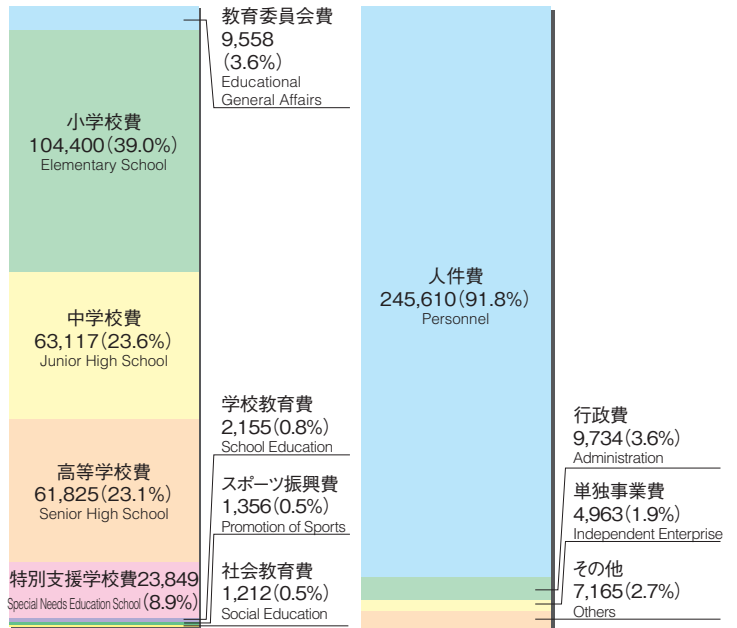 教育委員会費
9,558
(3.6%)
Educational
General Affairs
小学校費
104,400(39.0%)
Elementary School
中学校費
63,117(23.6%)
Junior High School
高等学校費
61,825(23.1%)
Senior High School
特別支援学校費23,849
Special Needs Education School(8.9%)
学校教育費
2,155(0.8%)
School Education
スポーツ振興費
1,356(0.5%)
Promotion of Sports
社会教育費
1,212(0.5%)
Social Education
人件費
245,610(91.8%)
Personnel
行政費
9,734(3.6%)
Administration
単独事業費
4,963(1.9%)
Independent Enterprise
その他
7,165(2.7%)
Others